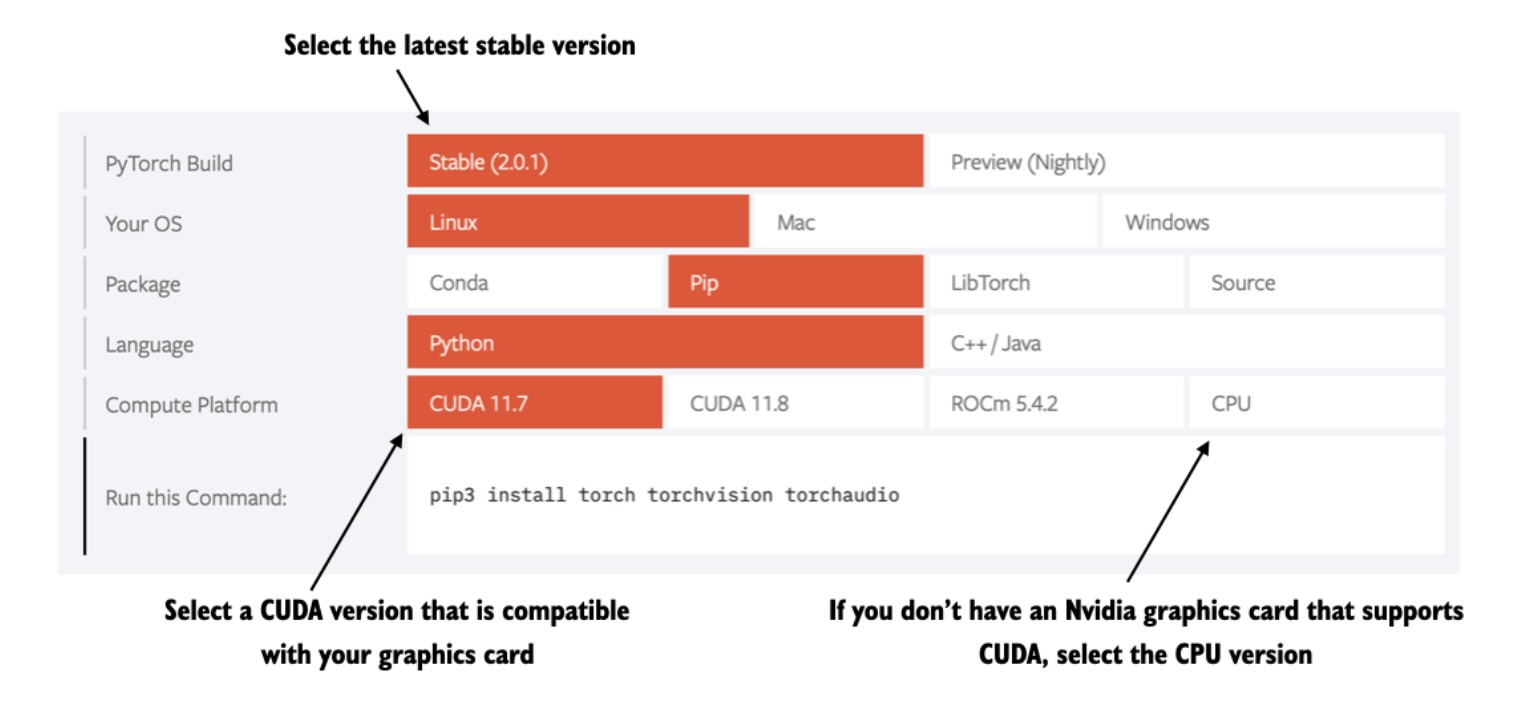 Select the latest stable version
PyTorch Build
Stable (2.0.1)
Preview (Nightly)
Your OS
Linux
Mac
Windows
Package
Conda
Pip
LibTorch
Source
Language
Python
C++ / Java
Compute Platform
CUDA 11.7
CUDA 11.8
ROCm 5.4.2
CPU
Run this Command:
pip3 install torch torchvision torchaudio
Select a CUDA version that is compatible
with your graphics card
If you don’t have an Nvidia graphics card that supports
CUDA, select the CPU version